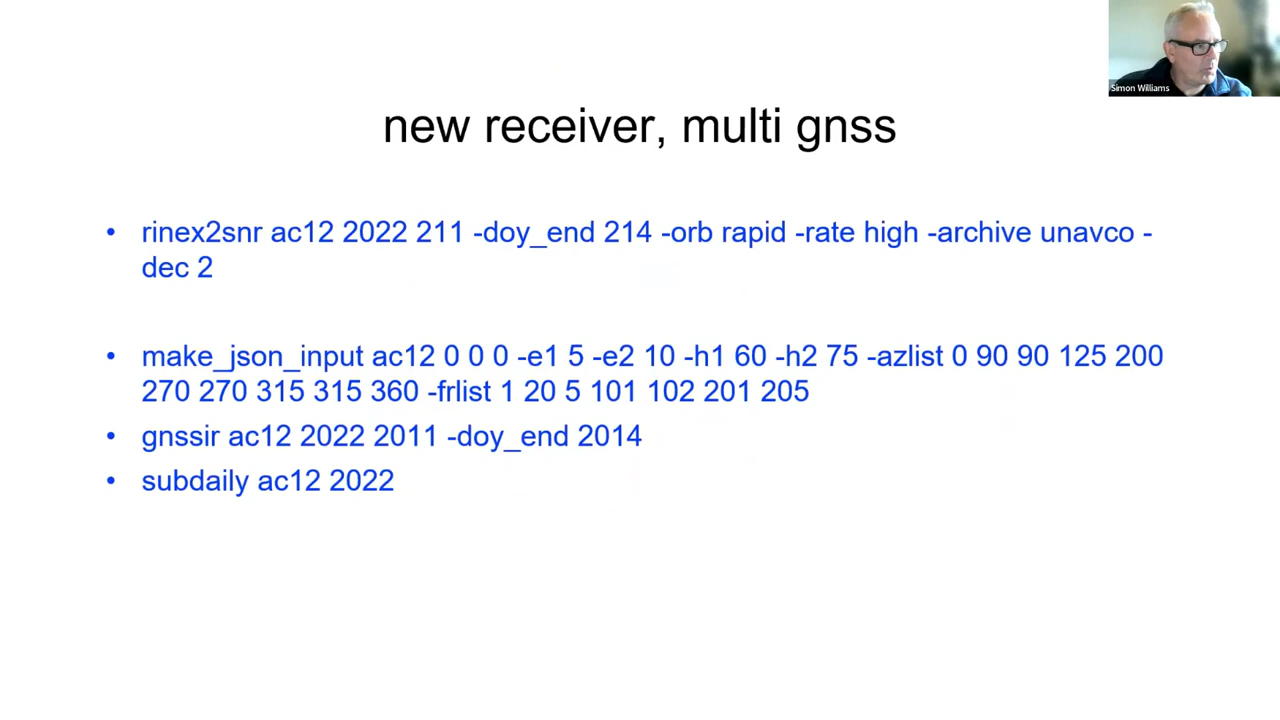 Simon Williams
new receiver, multi gnss
• rinex2snr ac12 2022 211 -doy_end 214 -orb rapid -rate high -archive unavco -
dec 2
• make_json_input ac12 0 0 0 -e1 5 -e2 10 -h1 60 -h2 75 -azlist 0 90 90 125 200
270 270 315 315 360 -frlist 1 20 5 101 102 201 205
• gnssir ac12 2022 2011 -doy_end 2014
• subdaily ac12 2022